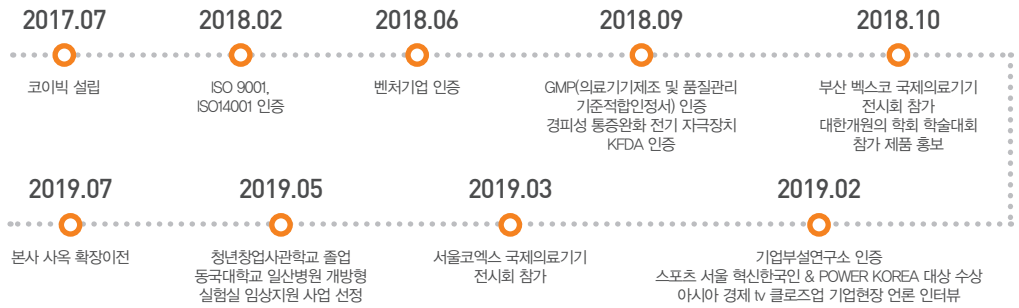 2017.07
코이빅 설립
2018.02
ISO 9001,
ISO14001 인증
2018.06
벤처기업 인증
2018.09
GMP(의료기기제조 및 품질관리
기준적합인정서) 인증
경피성 통증완화 전기 자극장치
KFDA 인증
2018.10
부산 벡스코 국제의료기기
전시회 참가
대한개원의 학회 학술대회
참가 제품 홍보
2019.02
기업부설연구소 인증
스포츠 서울 혁신한국인 & POWER KOREA 대상 수상
아시아 경제 tv 클로즈업 기업현장 언론 인터뷰
2019.03
서울코엑스 국제의료기기
전시회 참가
2019.05
청년창업사관학교 졸업
동국대학교 일산병원 개방형
실험실 임상지원 사업 선정
2019.07
본사 사옥 확장이전